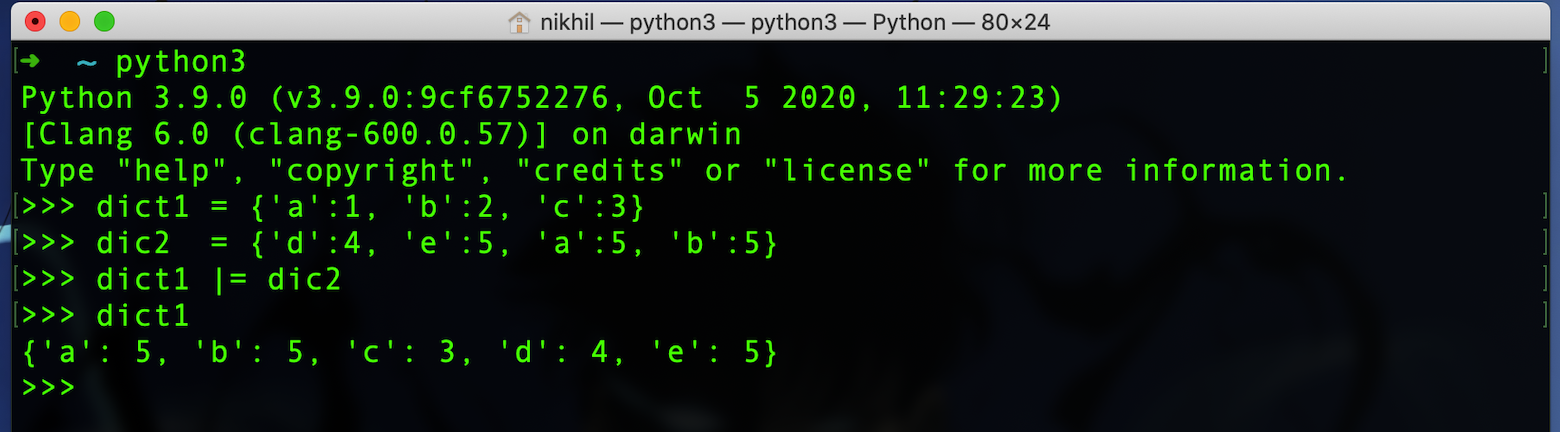 nikhil — python3 — python3 — Python — 80×24
[➜  ~ python3                                                                  ]
Python 3.9.0 (v3.9.0:9cf6752276, Oct  5 2020, 11:29:23)
[Clang 6.0 (clang-600.0.57)] on darwin
Type "help", "copyright", "credits" or "license" for more information.
[>>> dict1 = {'a':1, 'b':2, 'c':3}                                              ]
[>>> dic2  = {'d':4, 'e':5, 'a':5, 'b':5}                                       ]
[>>> dict1 |= dic2                                                              ]
[>>> dict1                                                                      ]
{'a': 5, 'b': 5, 'c': 3, 'd': 4, 'e': 5}
>>>